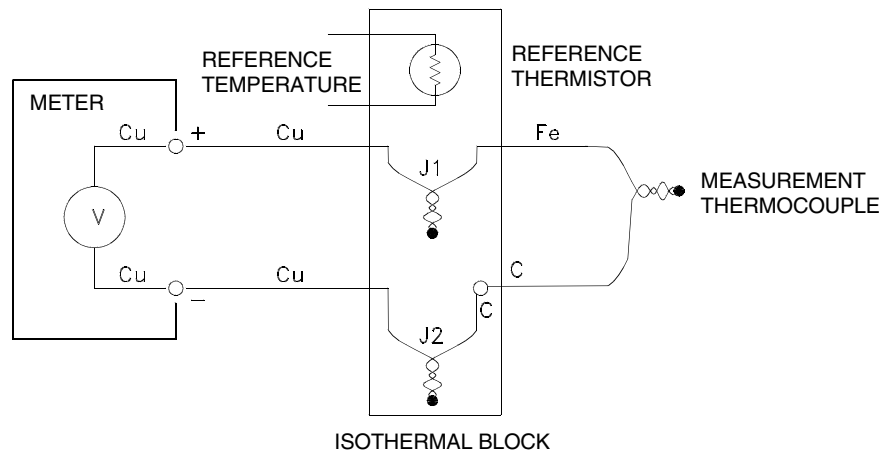 REFERENCE
TEMPERATURE
REFERENCE
THERMISTOR
METER
Cu
+
Cu
Fe
J1
V
MEASUREMENT
THERMOCOUPLE
Cu
–
Cu
C
C
J2
ISOTHERMAL BLOCK